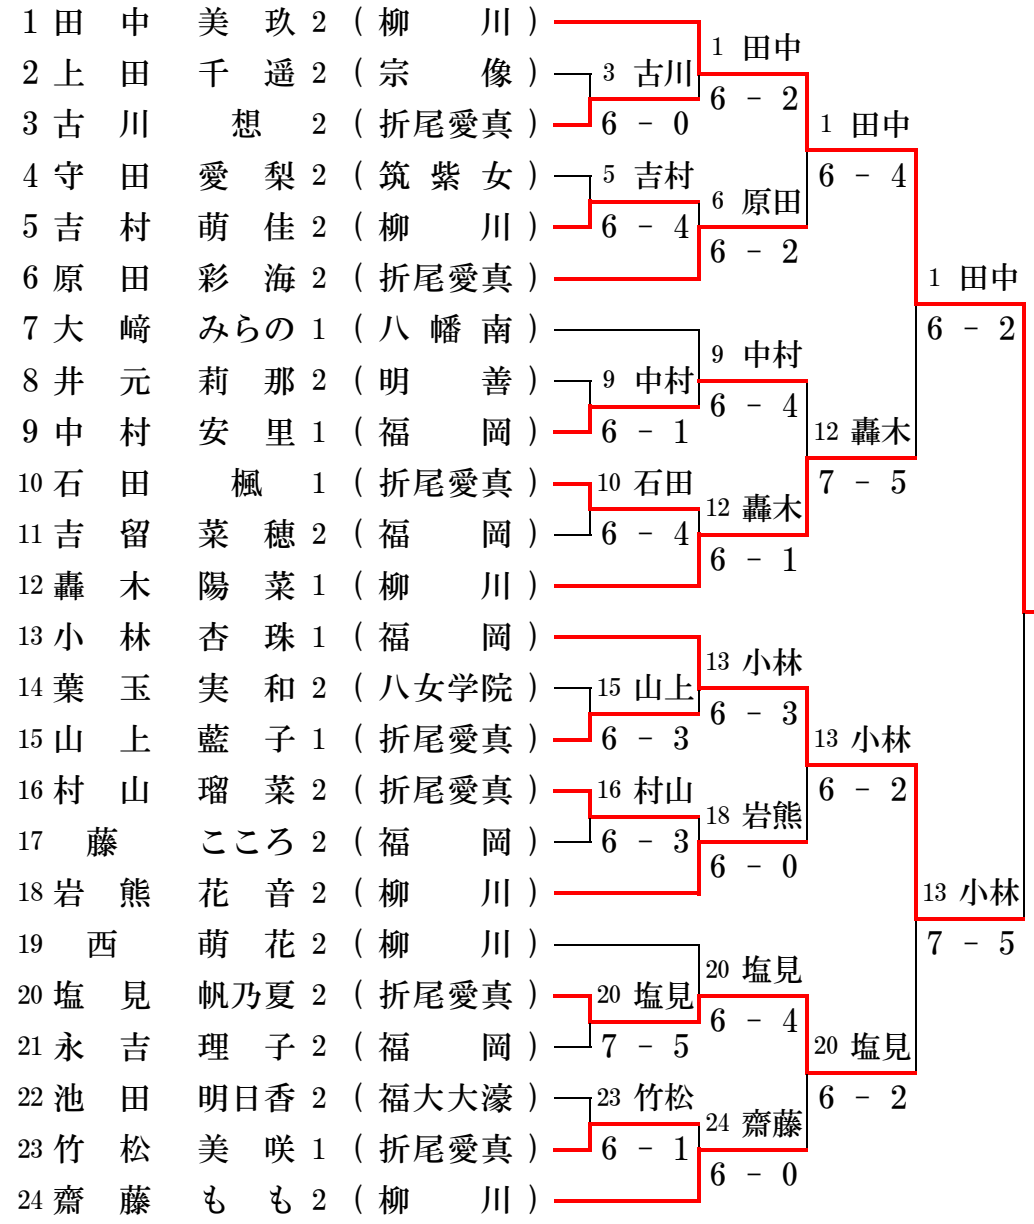 1 田中 美玖 2 (柳川)
2 上田 千遥 2 (宗像)
3 古川 想 2 (折尾愛真)
4 守田 愛梨 2 (筑紫女)
5 吉村 萌佳 2 (柳川)
6 原田 彩海 2 (折尾愛真)
7 大﨑 みらの 1 (八幡南)
8 井元 莉那 2 (明善)
9 中村 安里 1 (福岡)
10 石田 楓 1 (折尾愛真)
11 吉留 菜穂 2 (福岡)
12 轟木 陽菜 1 (柳川)
13 小林 杏珠 1 (福岡)
14 葉玉 実和 2 (八女学院)
15 山上 藍子 1 (折尾愛真)
16 村山 瑠菜 2 (折尾愛真)
17 藤 こころ 2 (福岡)
18 岩熊 花音 2 (柳川)
19 西 萌花 2 (柳川)
20 塩見 帆乃夏 2 (折尾愛真)
21 永吉 理子 2 (福岡)
22 池田 明日香 2 (福大大濠)
23 竹松 美咲 1 (折尾愛真)
24 齋藤 もも 2 (柳川)
3 古川
6 - 0
5 吉村
6 - 4
9 中村
6 - 1
10 石田
6 - 4
15 山上
6 - 3
16 村山
6 - 3
20 塩見
7 - 5
23 竹松
6 - 1
1 田中
6 - 2
6 原田
6 - 2
9 中村
6 - 4
12 轟木
6 - 1
13 小林
6 - 3
18 岩熊
6 - 0
20 塩見
6 - 4
24 齋藤
6 - 0
1 田中
6 - 4
12 轟木
7 - 5
13 小林
6 - 2
20 塩見
6 - 2
1 田中
6 - 2
13 小林
7 - 5